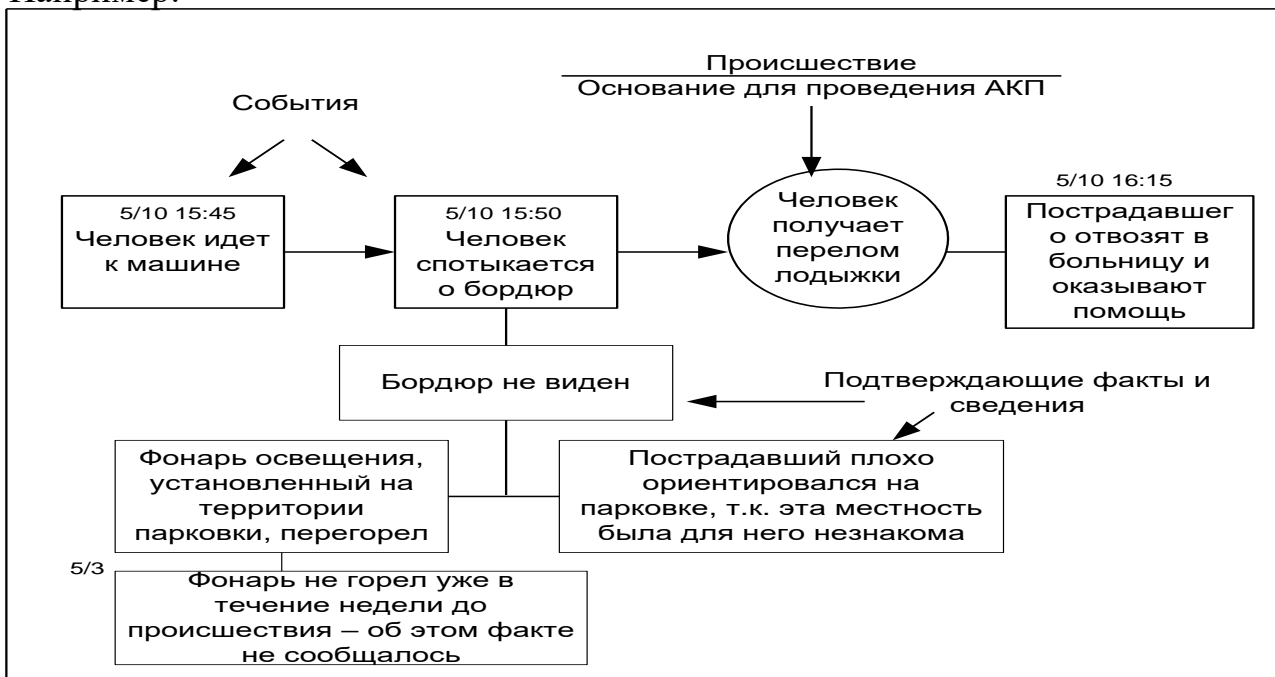 Например:
Происшествие
Основание для проведения АКП
События
5/10 15:45
Человек идет
к машине
5/10 15:50
Человек
спотыкается
о бордюр
Человек
получает
перелом
лодыжки
5/10 16:15
Пострадавшег
о отвозят в
больницу и
оказывают
помощь
Бордюр не виден
Подтверждающие факты и
сведения
Фонарь освещения,
установленный на
территории
парковки, перегорел
Пострадавший плохо
ориентировался на
парковке, т.к. эта местность
была для него незнакома
5/3
Фонарь не горел уже в
течение недели до
происшествия – об этом факте
не сообщалось